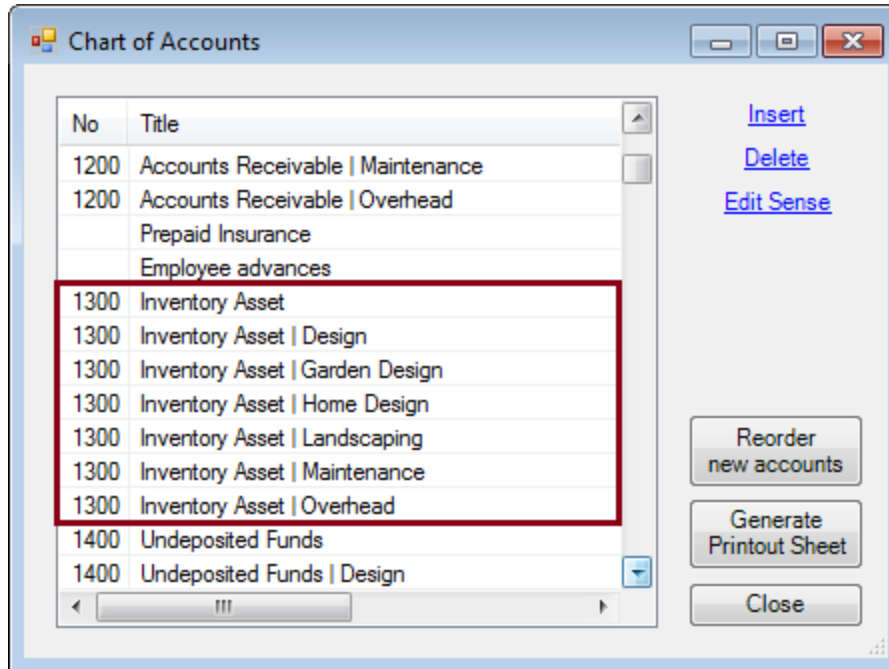 Chart of Accounts
No Title
1200 Accounts Receivable | Maintenance
1200 Accounts Receivable | Overhead
Prepaid Insurance
Employee advances
1300 Inventory Asset
1300 Inventory Asset | Design
1300 Inventory Asset | Garden Design
1300 Inventory Asset | Home Design
1300 Inventory Asset | Landscaping
1300 Inventory Asset | Maintenance
1300 Inventory Asset | Overhead
1400 Undeposited Funds
1400 Undeposited Funds | Design
Insert
Delete
Edit Sense
Reorder
new accounts
Generate
Printout Sheet
Close